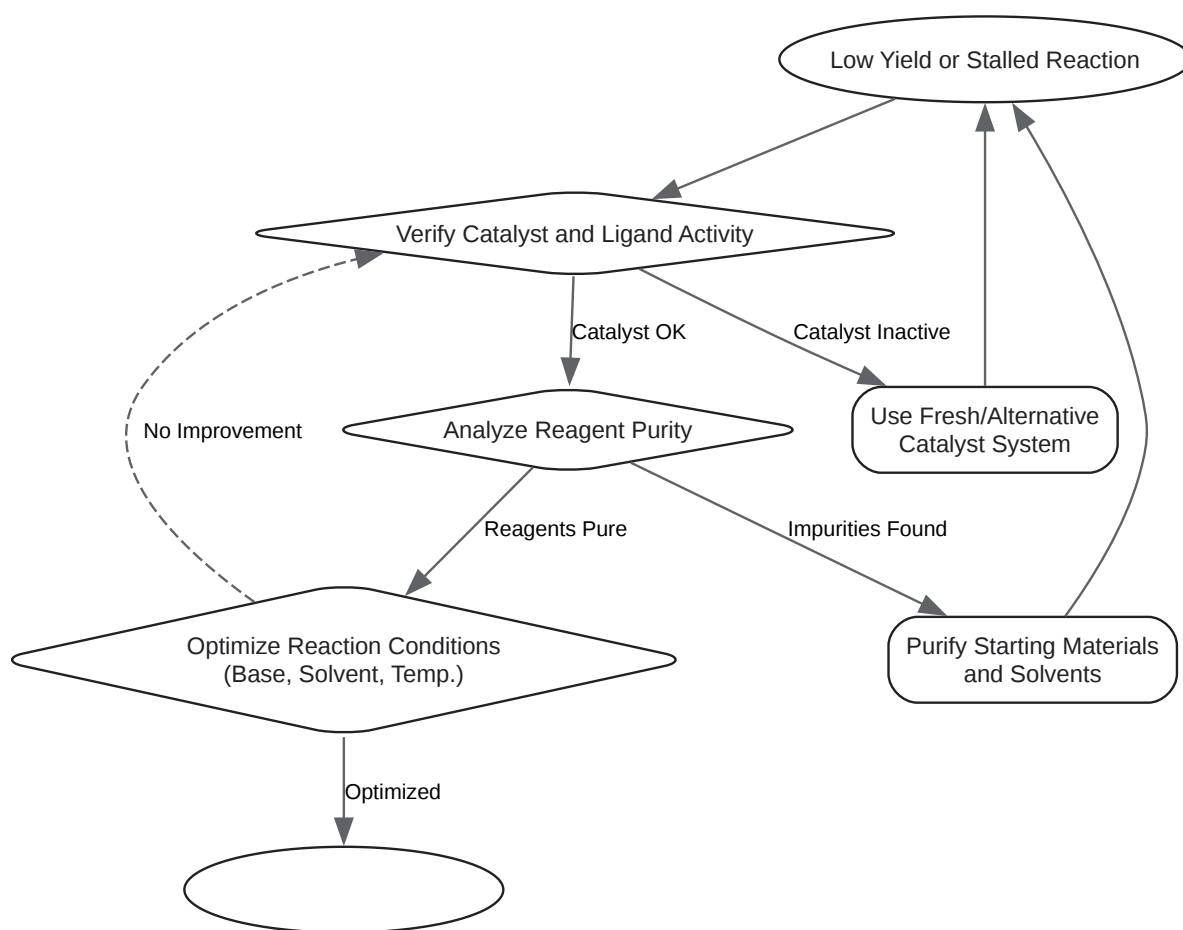 Low Yield or Stalled Reaction
Verify Catalyst and Ligand Activity
Catalyst OK
Catalyst Inactive
No Improvement
Analyze Reagent Purity
Use Fresh/Alternative
Catalyst System
Reagents Pure
Impurities Found
Optimize Reaction Conditions
(Base, Solvent, Temp.)
Purify Starting Materials
and Solvents
Optimized